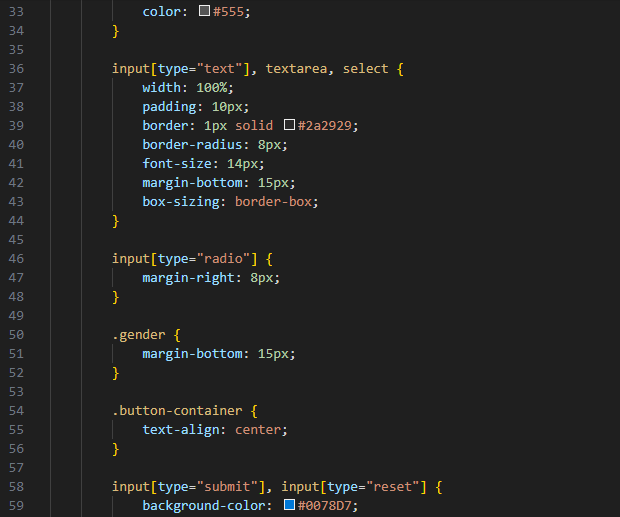 33 color: #555;
34 }
35
36 input[type="text"], textarea, select {
37 width: 100%;
38 padding: 10px;
39 border: 1px solid #2a2929;
40 border-radius: 8px;
41 font-size: 14px;
42 margin-bottom: 15px;
43 box-sizing: border-box;
44 }
45
46 input[type="radio"] {
47 margin-right: 8px;
48 }
49
50 .gender {
51 margin-bottom: 15px;
52 }
53
54 .button-container {
55 text-align: center;
56 }
57
58 input[type="submit"], input[type="reset"] {
59 background-color: #0078D7;